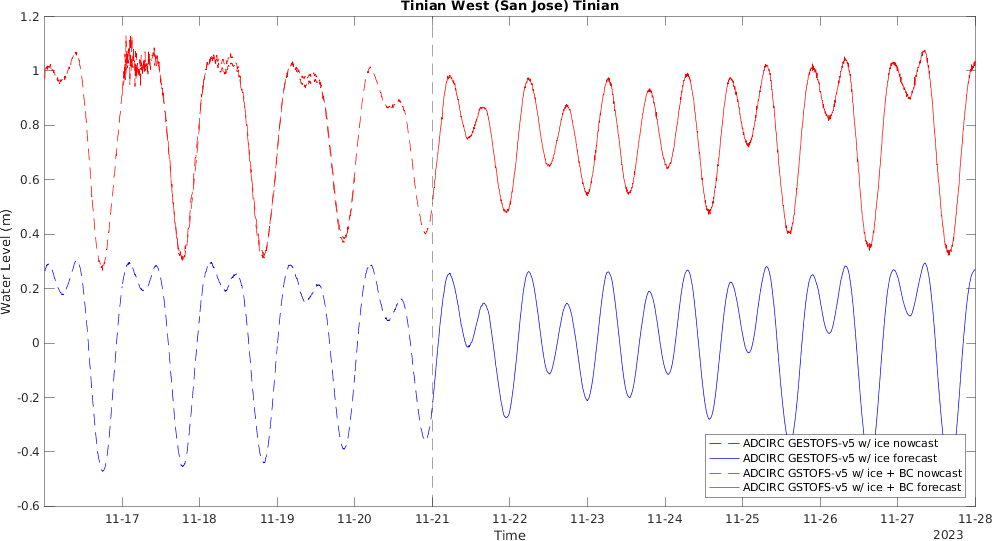 Tinian West (San Jose) Tinian
1.2
1
0.8
0.6
0.4
0.2
0
-0.2
-0.4
-0.6
Water Level (m)
ADCIRC GESTOFS-v5 w/ ice nowcast
ADCIRC GESTOFS-v5 w/ ice forecast
ADCIRC GSTOFS-v5 w/ ice + BC nowcast
ADCIRC GSTOFS-v5 w/ ice + BC forecast
11-17 11-18 11-19 11-20 11-21 11-22 11-23 11-24 11-25 11-26 11-27 11-28
Time
2023